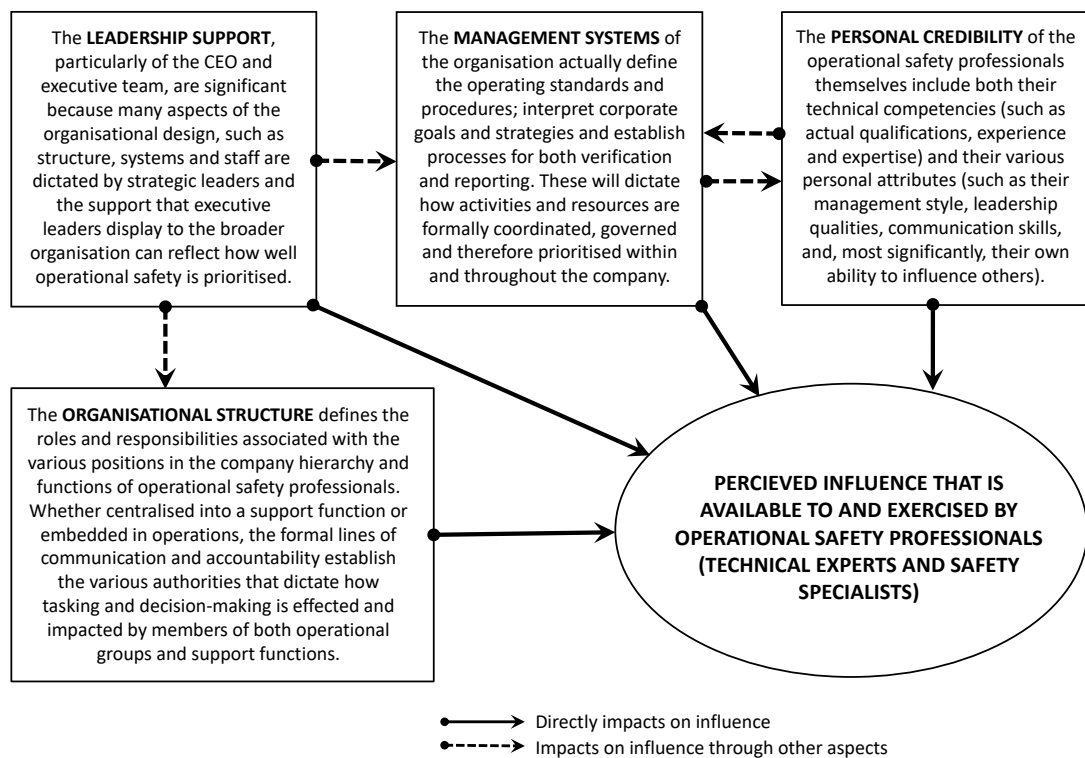 The LEADERSHIP SUPPORT,
particularly of the CEO and
executive team, are significant
because many aspects of the
organisational design, such as
structure, systems and staff are
dictated by strategic leaders and
the support that executive
leaders display to the broader
organisation can reflect how well
operational safety is prioritised.
The MANAGEMENT SYSTEMS of
the organisation actually define
the operating standards and
procedures; interpret corporate
goals and strategies and establish
processes for both verification
and reporting. These will dictate
how activities and resources are
formally coordinated, governed
and therefore prioritised within
and throughout the company.
The PERSONAL CREDIBILITY of the
operational safety professionals
themselves include both their
technical competencies (such as
actual qualifications, experience
and expertise) and their various
personal attributes (such as their
management style, leadership
qualities, communication skills,
and, most significantly, their own
ability to influence others).
The ORGANISATIONAL STRUCTURE defines the
roles and responsibilities associated with the
various positions in the company hierarchy and
functions of operational safety professionals.
Whether centralised into a support function or
embedded in operations, the formal lines of
communication and accountability establish
the various authorities that dictate how
tasking and decision-making is effected and
impacted by members of both operational
groups and support functions.
PERCIEVED INFLUENCE THAT IS
AVAILABLE TO AND EXERCISED BY
OPERATIONAL SAFETY PROFESSIONALS
(TECHNICAL EXPERTS AND SAFETY
SPECIALISTS)
Directly impacts on influence
Impacts on influence through other aspects